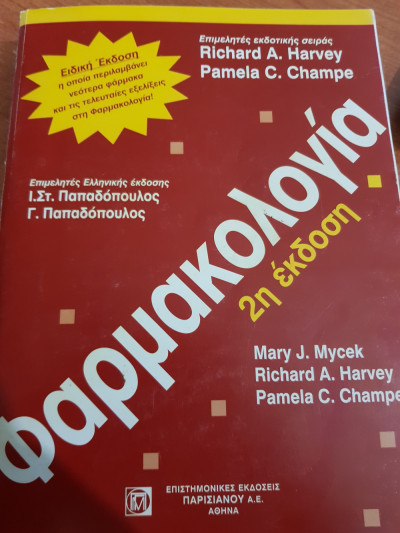 Επιμελητές εκδοτικής σειράς
Richard A. Harvey
Pamela C. Champe
Ειδική Έκδοση
η οποία περιλαμβάνει
νεότερα φάρμακα
και τις τελευταίες εξελίξεις
στη Φαρμακολογία!
Επιμελητές Ελληνικής έκδοσης
Ι.Στ. Παπαδόπουλος
Γ. Παπαδόπουλος
Φαρμακολογία
2η έκδοση
Mary J. Mycek
Richard A. Harvey
Pamela C. Champe
ΕΠΙΣΤΗΜΟΝΙΚΕΣ ΕΚΔΟΣΕΙΣ
ΠΑΡΙΣΙΑΝΟΥ Α.Ε.
ΑΘΗΝΑ